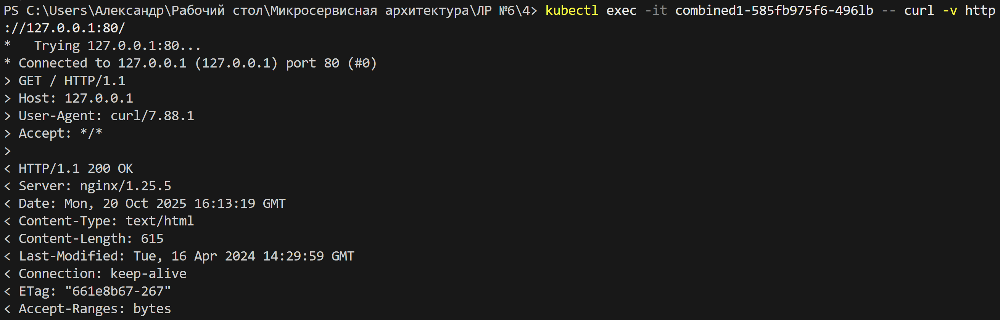 PS C:\Users\Александр\Рабочий стол\Микросервисная архитектура\ЛР №6\4> kubectl exec -it combined1-585fb975f6-496lb -- curl -v http
://127.0.0.1:80/
*   Trying 127.0.0.1:80...
* Connected to 127.0.0.1 (127.0.0.1) port 80 (#0)
> GET / HTTP/1.1
> Host: 127.0.0.1
> User-Agent: curl/7.88.1
> Accept: */*
>
< HTTP/1.1 200 OK
< Server: nginx/1.25.5
< Date: Mon, 20 Oct 2025 16:13:19 GMT
< Content-Type: text/html
< Content-Length: 615
< Last-Modified: Tue, 16 Apr 2024 14:29:59 GMT
< Connection: keep-alive
< ETag: "661e8b67-267"
< Accept-Ranges: bytes